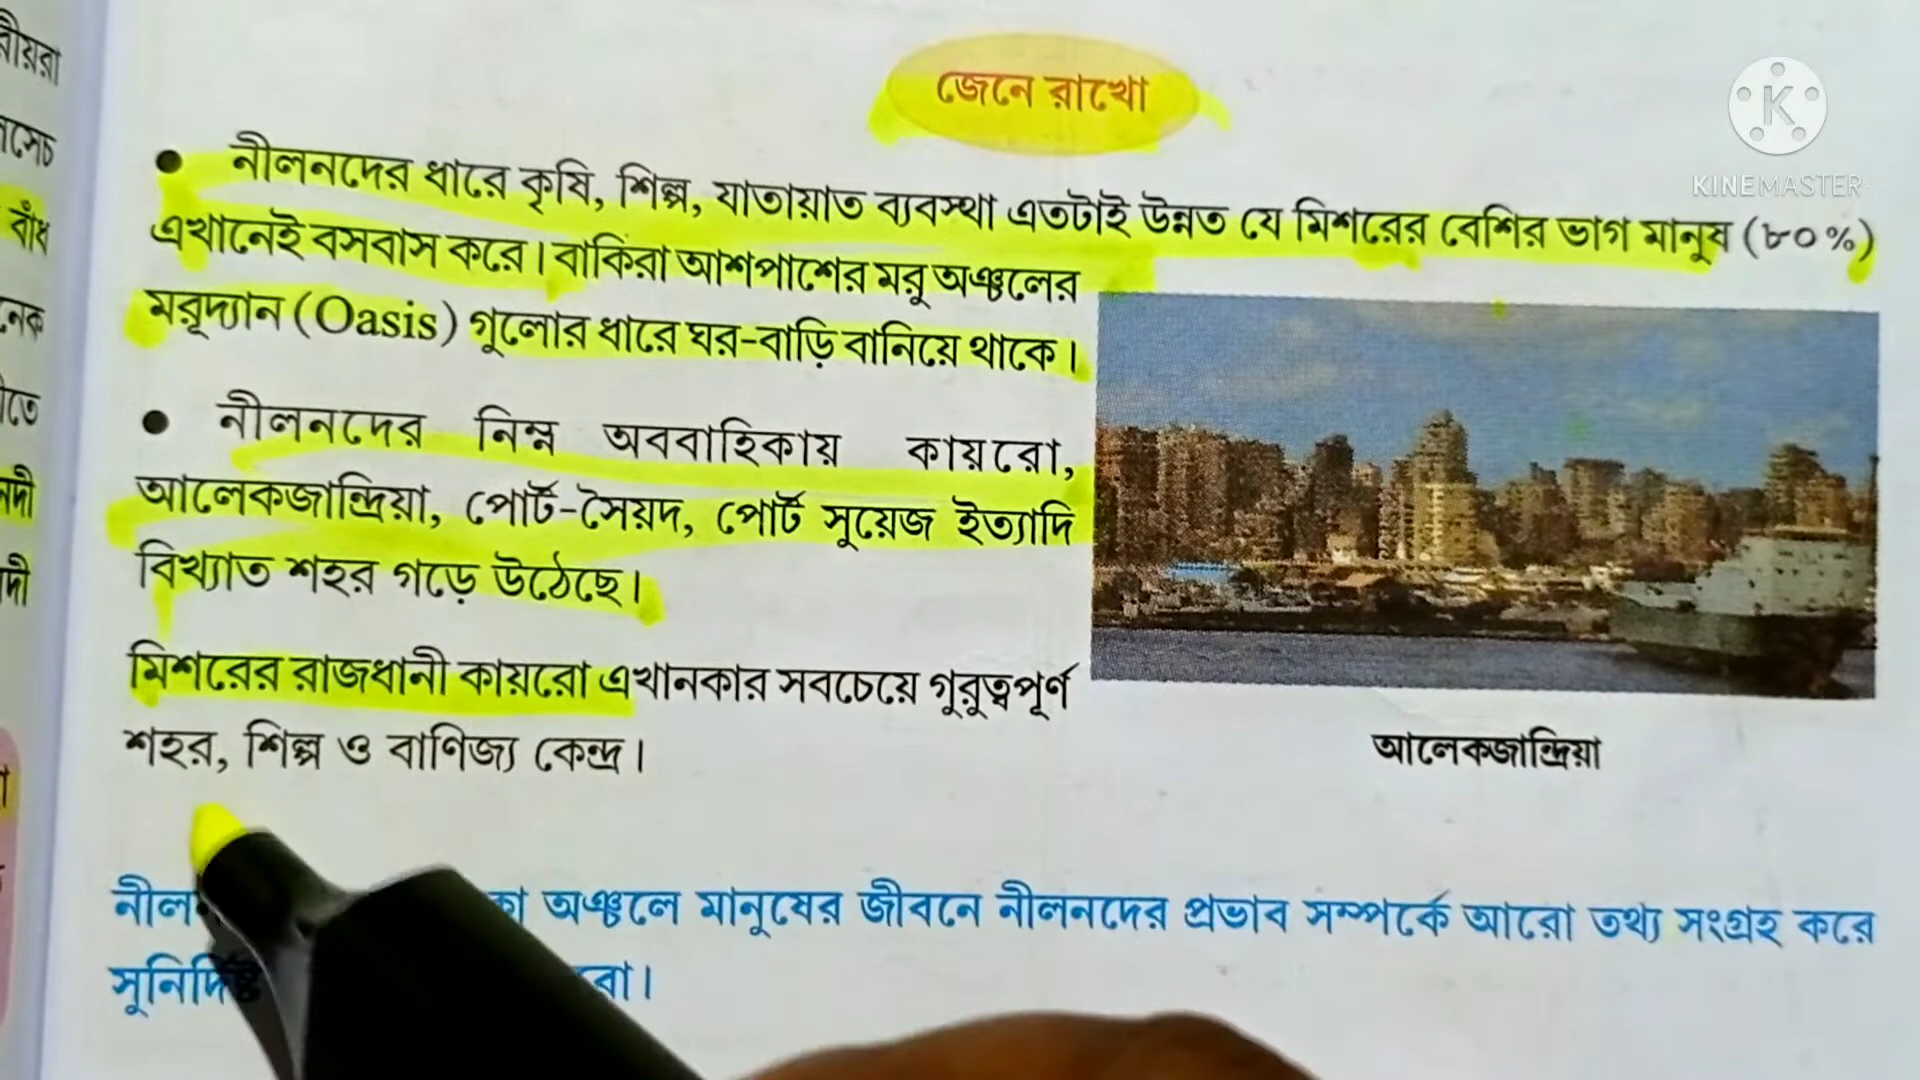 জেনে রাখো
KINEMASTER
• নীলনদের ধারে কৃষি, শিল্প, যাতায়াত ব্যবস্থা এতটাই উন্নত যে মিশরের বেশির ভাগ মানুষ (৮০%)
এখানেই বসবাস করে। বাকিরা আশপাশের মরু অঞ্চলের
মরূদ্যান (Oasis) গুলোর ধারে ঘর-বাড়ি বানিয়ে থাকে।
• নীলনদের নিম্ন অববাহিকায় কায়রো,
আলেকজান্দ্রিয়া, পোর্ট-সৈয়দ, পোর্ট সুয়েজ ইত্যাদি
বিখ্যাত শহর গড়ে উঠেছে।
মিশরের রাজধানী কায়রো এখানকার সবচেয়ে গুরুত্বপূর্ণ
শহর, শিল্প ও বাণিজ্য কেন্দ্র।
আলেকজান্দ্রিয়া
অঞ্চলে মানুষের জীবনে নীলনদের প্রভাব সম্পর্কে আরো তথ্য সংগ্রহ করে
বাঁধ